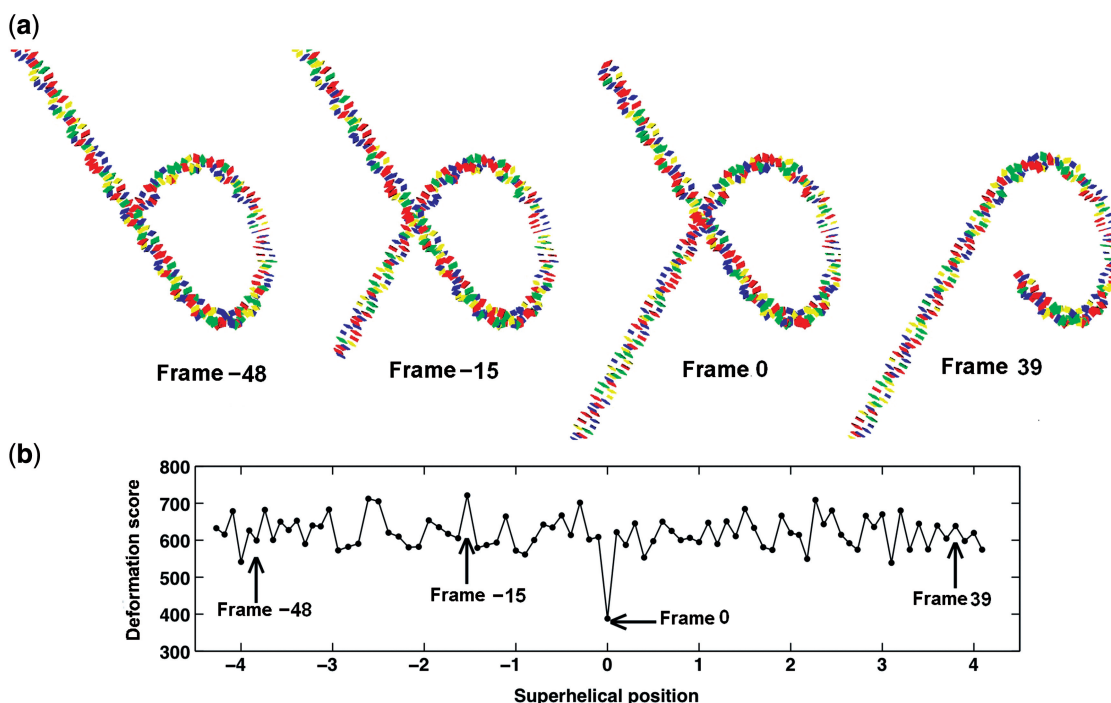 (a)
Frame −48
Frame −15
Frame 0
Frame 39
(b)
Deformation score
800
700
600
500
400
300
Frame −48
Frame −15
Frame 0
Frame 39
−4 −3 −2 −1 0 1 2 3 4
Superhelical position